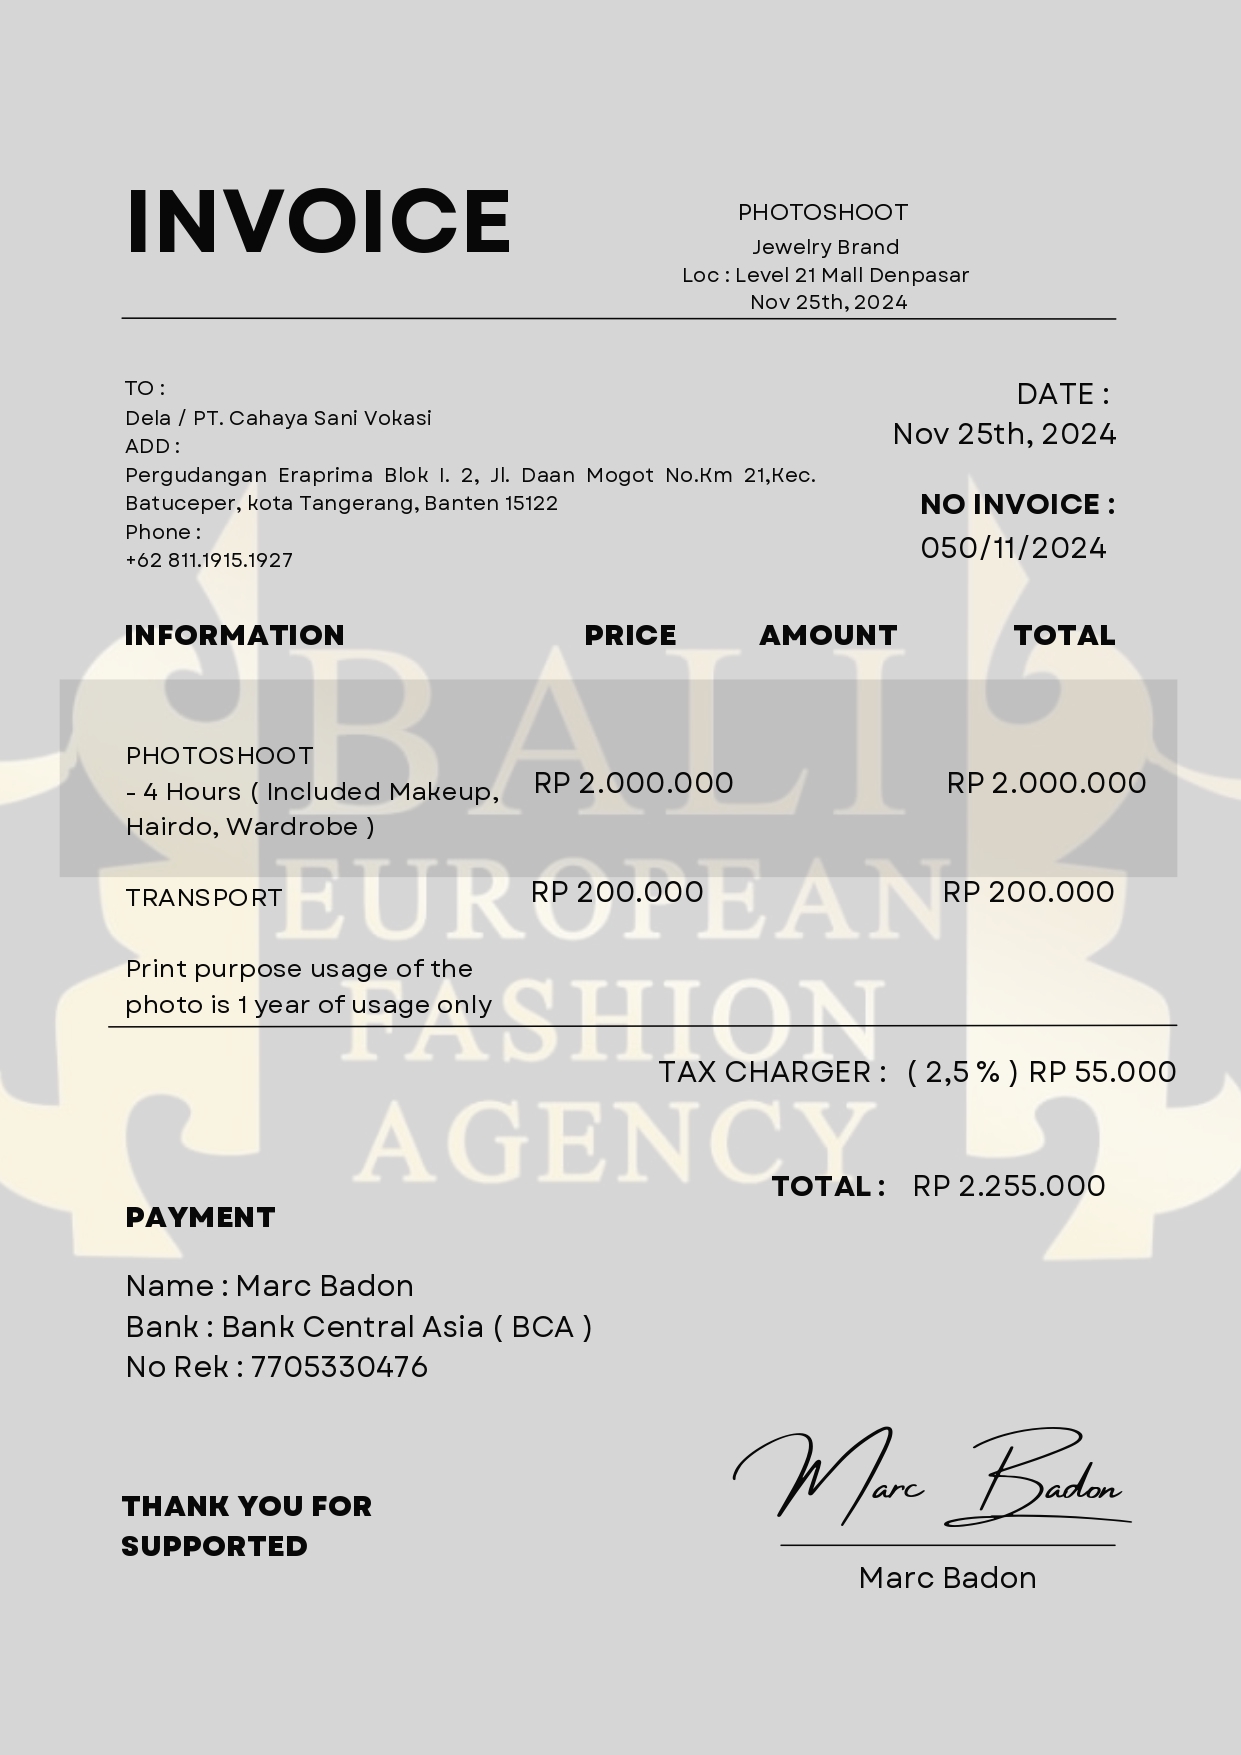 INVOICE
PHOTOSHOOT
Jewelry Brand
Loc : Level 21 Mall Denpasar
Nov 25th, 2024
TO :
Dela / PT. Cahaya Sani Vokasi
ADD :
Pergudangan Eraprima Blok I. 2, Jl. Daan Mogot No.Km 21,Kec.
Batuceper, kota Tangerang, Banten 15122
Phone :
+62 811.1915.1927
DATE :
Nov 25th, 2024
NO INVOICE :
050/11/2024
INFORMATION PRICE AMOUNT TOTAL
PHOTOSHOOT
- 4 Hours ( Included Makeup,
Hairdo, Wardrobe )
RP 2.000.000 RP 2.000.000
TRANSPORT RP 200.000 RP 200.000
Print purpose usage of the
photo is 1 year of usage only
TAX CHARGER : ( 2,5 % ) RP 55.000
TOTAL : RP 2.255.000
PAYMENT
Name : Marc Badon
Bank : Bank Central Asia ( BCA )
No Rek : 7705330476
THANK YOU FOR
SUPPORTED
Marc Badon
Marc Badon
BALI
EUROPEAN
FASHION
AGENCY